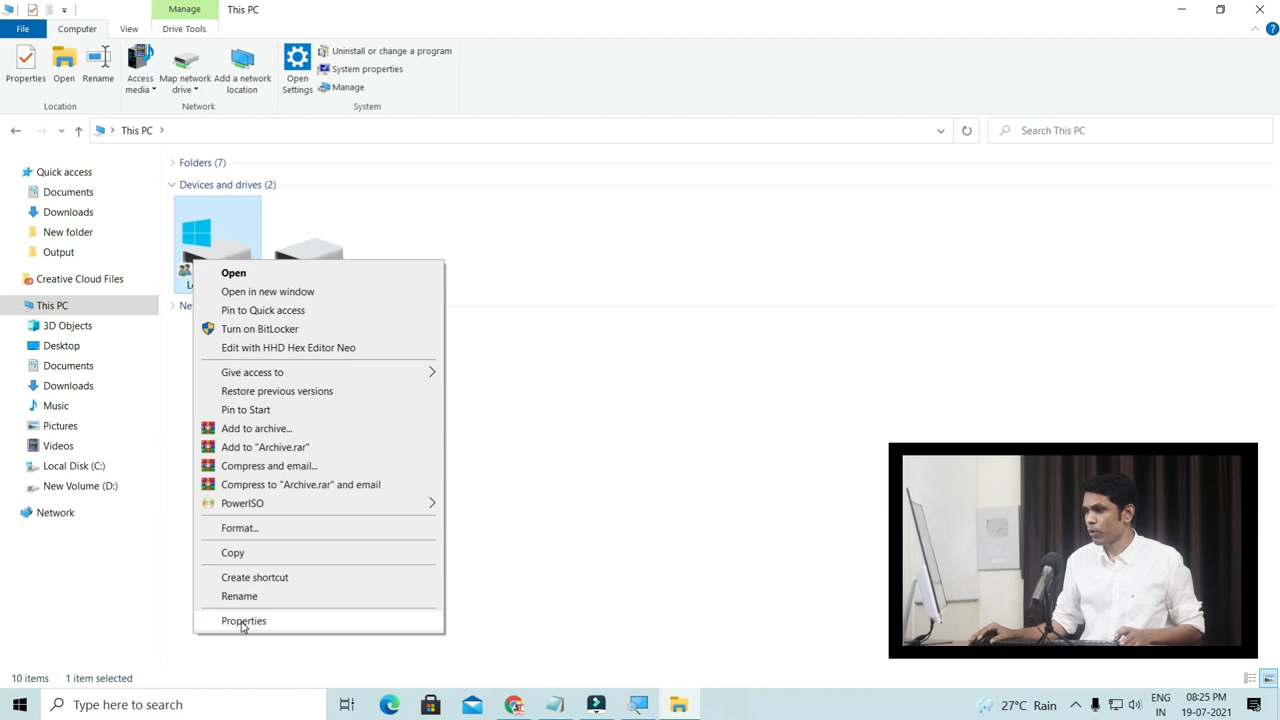 Manage
This PC
File
Computer
View
Drive Tools
Properties
Open
Rename
Access media
Map network drive
Add a network location
Open Settings
Uninstall or change a program
System properties
Manage
Location
Network
System
This PC
Search This PC
Quick access
Documents
Downloads
New folder
Output
Creative Cloud Files
This PC
3D Objects
Desktop
Documents
Downloads
Music
Pictures
Videos
Local Disk (C:)
New Volume (D:)
Network
Folders (7)
Devices and drives (2)
Open
Open in new window
Pin to Quick access
Turn on BitLocker
Edit with HHD Hex Editor Neo
Give access to
Restore previous versions
Pin to Start
Add to archive...
Add to "Archive.rar"
Compress and email...
Compress to "Archive.rar" and email
PowerISO
Format...
Copy
Create shortcut
Rename
Properties
10 items
1 item selected
Type here to search
27°C Rain
ENG
IN
08:25 PM
19-07-2021